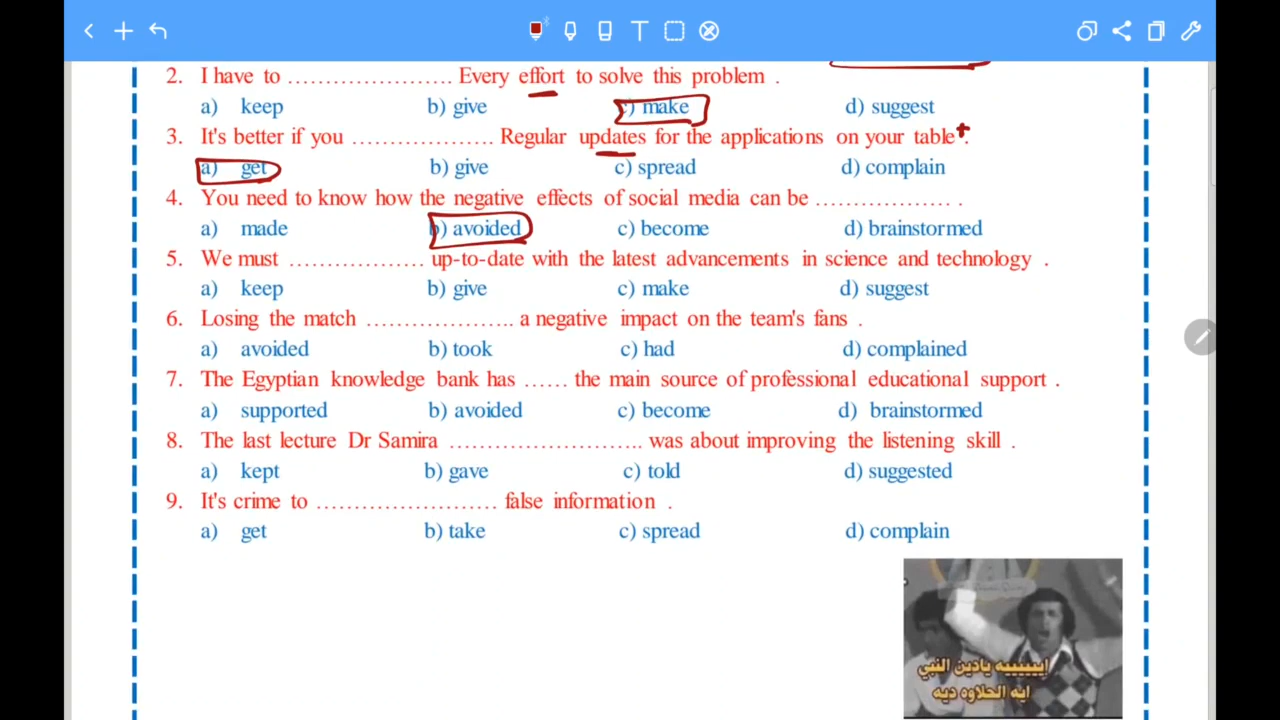 2. I have to ...................... Every effort to solve this problem .
a) keep b) give c) make d) suggest
3. It's better if you ................... Regular updates for the applications on your tablet.
a) get b) give c) spread d) complain
4. You need to know how the negative effects of social media can be .................. .
a) made b) avoided c) become d) brainstormed
5. We must .................. up-to-date with the latest advancements in science and technology .
a) keep b) give c) make d) suggest
6. Losing the match .................... a negative impact on the team's fans .
a) avoided b) took c) had d) complained
7. The Egyptian knowledge bank has ...... the main source of professional educational support .
a) supported b) avoided c) become d) brainstormed
8. The last lecture Dr Samira .......................... was about improving the listening skill .
a) kept b) gave c) told d) suggested
9. It's crime to ........................ false information .
a) get b) take c) spread d) complain
إييييييه يادين النبي
ايه الحلاوه ديه